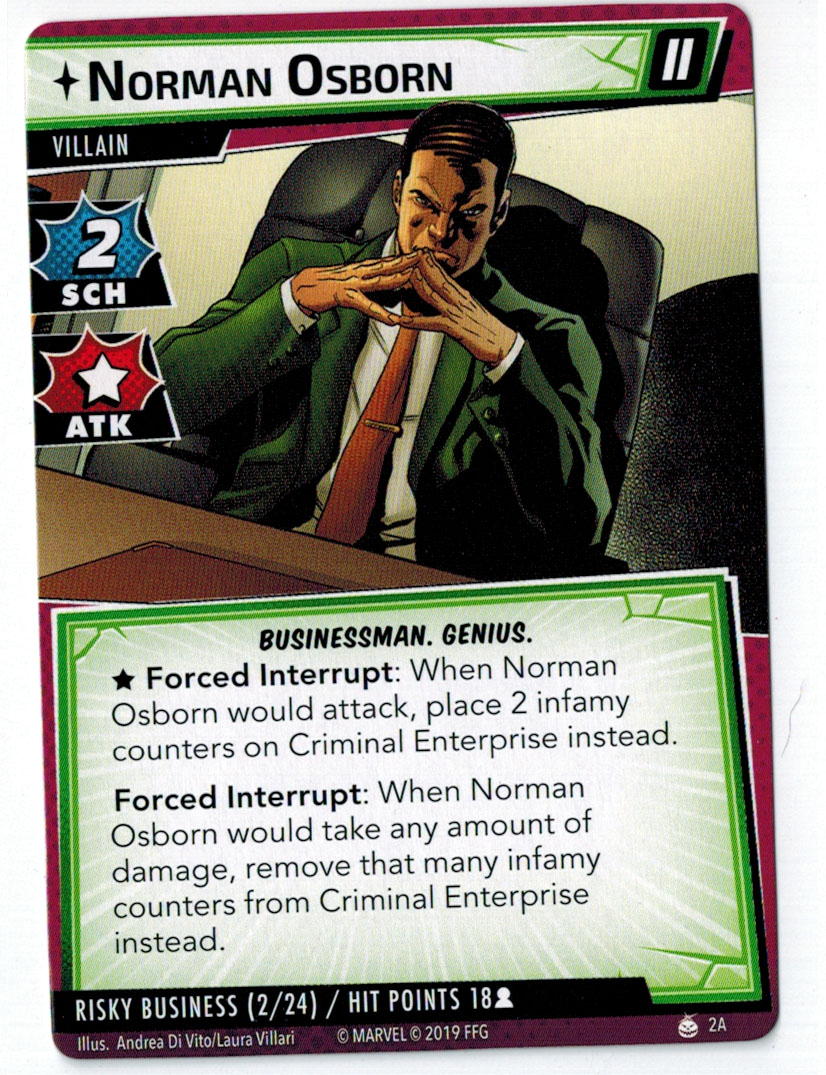 NORMAN OSBORN
II
VILLAIN
2
SCH
ATK
BUSINESSMAN. GENIUS.
★ Forced Interrupt: When Norman
Osborn would attack, place 2 infamy
counters on Criminal Enterprise instead.
Forced Interrupt: When Norman
Osborn would take any amount of
damage, remove that many infamy
counters from Criminal Enterprise
instead.
RISKY BUSINESS (2/24) / HIT POINTS 18
Illus. Andrea Di Vito/Laura Villari © MARVEL © 2019 FFG 2A